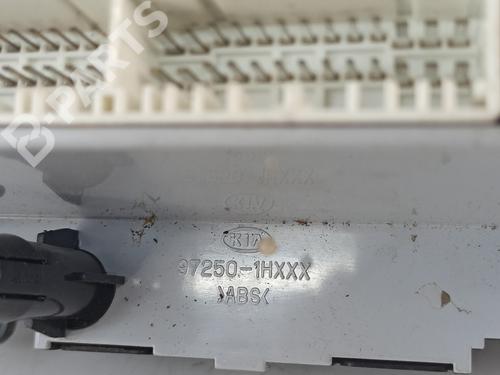 B-PARTS
KIA
97250-1HXXX
>ABS<